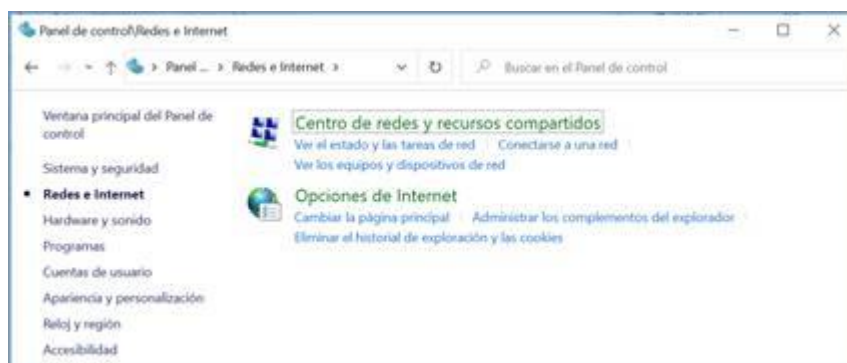 Panel de control\Redes e Internet
Panel ... > Redes e Internet >
Buscar en el Panel de control
Ventana principal del Panel de
control
Sistema y seguridad
Redes e Internet
Hardware y sonido
Programas
Cuentas de usuario
Apariencia y personalización
Reloj y región
Accesibilidad
Centro de redes y recursos compartidos
Ver el estado y las tareas de red Conectarse a una red
Ver los equipos y dispositivos de red
Opciones de Internet
Cambiar la página principal Administrar los complementos del explorador
Eliminar el historial de exploración y las cookies